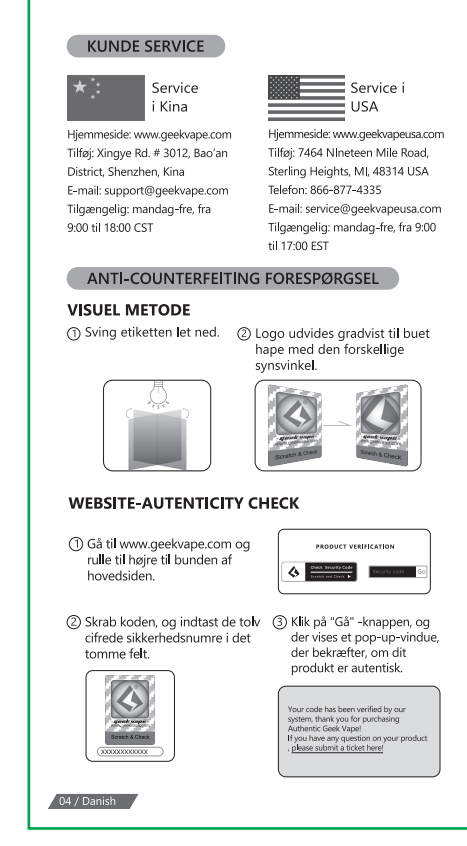 KUNDE SERVICE
Service
i Kina
Hjemmeside: www.geekvape.com
Tilføj: Xingye Rd. # 3012, Bao'an
District, Shenzhen, Kina
E-mail: support@geekvape.com
Tilgængelig: mandag-fre, fra
9:00 til 18:00 CST
Service i
USA
Hjemmeside: www.geekvapeusa.com
Tilføj: 7464 NIneteen Mile Road,
Sterling Heights, MI, 48314 USA
Telefon: 866-877-4335
E-mail: service@geekvapeusa.com
Tilgængelig: mandag-fre, fra 9:00
til 17:00 EST
ANTI-COUNTERFEITING FORESPØRGSEL
VISUEL METODE
① Sving etiketten let ned.
② Logo udvides gradvist til buet
hape med den forskellige
synsvinkel.
geek vape
Scratch & Check
geek vape
Scratch & Check
WEBSITE-AUTENTICITY CHECK
① Gå til www.geekvape.com og
rulle til højre til bunden af
hovedsiden.
PRODUCT VERIFICATION
Check Security Code
Scratch and Check
Security code
Go
② Skrab koden, og indtast de tolv
cifrede sikkerhedsnumre i det
tomme felt.
geek vape
Scratch & Check
XXXXXXXXXXXX
③ Klik på "Gå" -knappen, og
der vises et pop-up-vindue,
der bekræfter, om dit
produkt er autentisk.
Your code has been verified by our
system, thank you for purchasing
Authentic Geek Vape!
If you have any question on your product
, please submit a ticket here!
04 / Danish